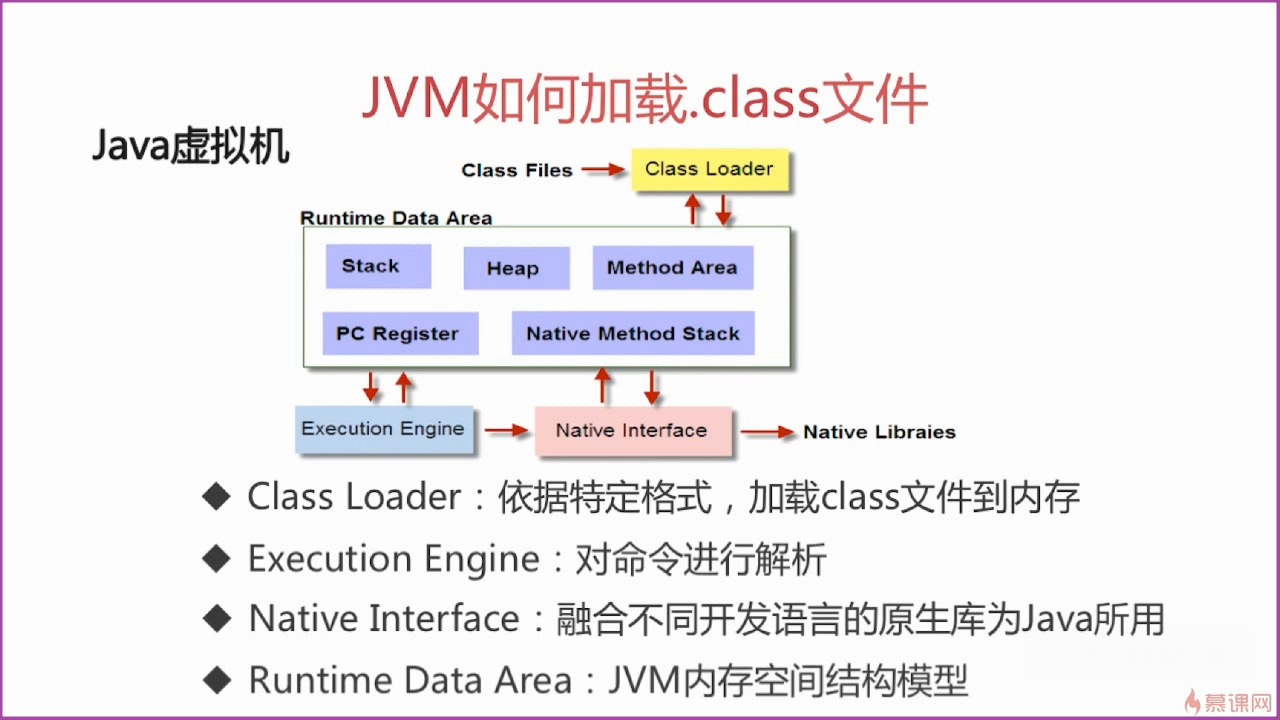 JVM如何加载.class文件
Java虚拟机
Class Files
Class Loader
Runtime Data Area
Stack
Heap
Method Area
PC Register
Native Method Stack
Execution Engine
Native Interface
Native Libraies
◆ Class Loader：依据特定格式，加载class文件到内存
◆ Execution Engine：对命令进行解析
◆ Native Interface：融合不同开发语言的原生库为Java所用
◆ Runtime Data Area：JVM内存空间结构模型
慕课网